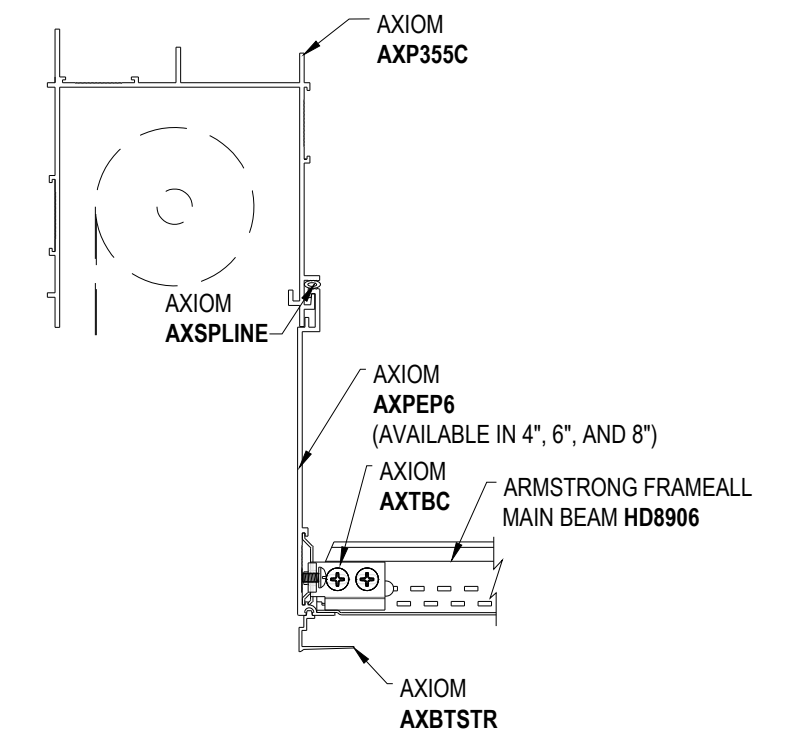 AXIOM
AXP355C
AXIOM
AXSPLINE
AXIOM
AXPEP6
(AVAILABLE IN 4", 6", AND 8")
AXIOM
AXTBC
ARMSTRONG FRAMEALL
MAIN BEAM HD8906
AXIOM
AXBTSTR